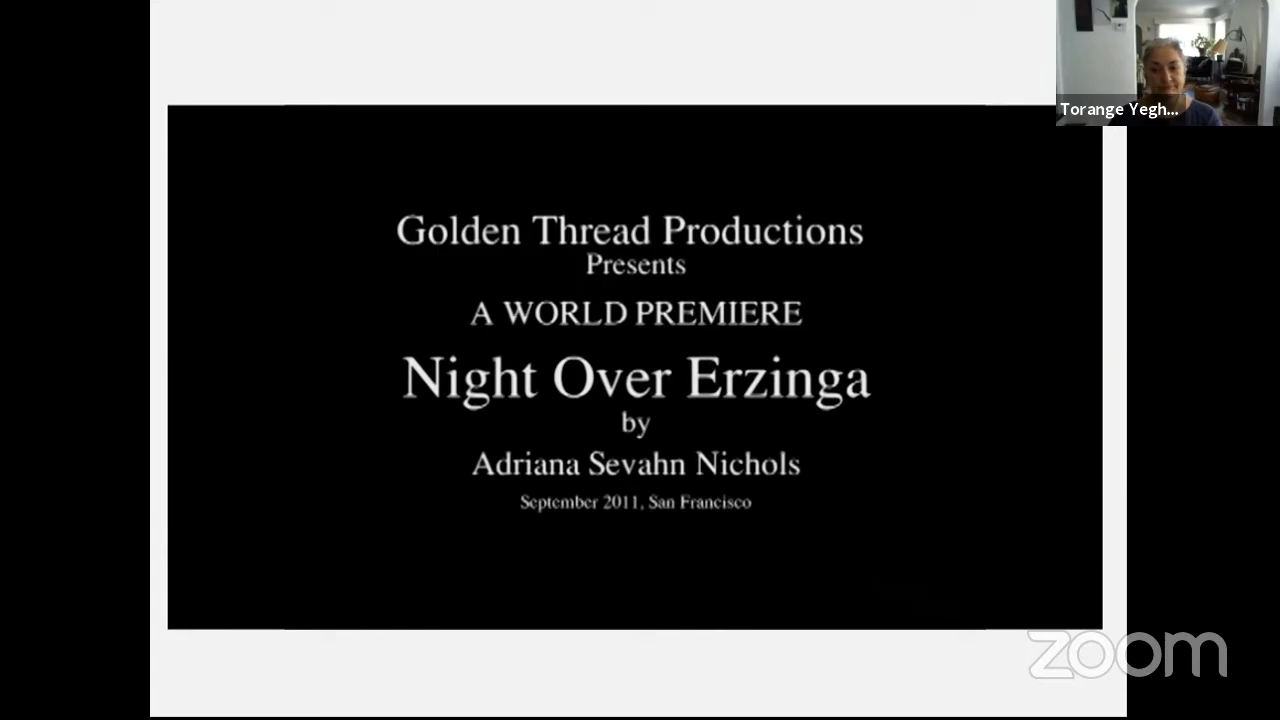 Torange Yegh...
Golden Thread Productions
Presents
A WORLD PREMIERE
Night Over Erzinga
by
Adriana Sevahn Nichols
September 2011, San Francisco
zoom